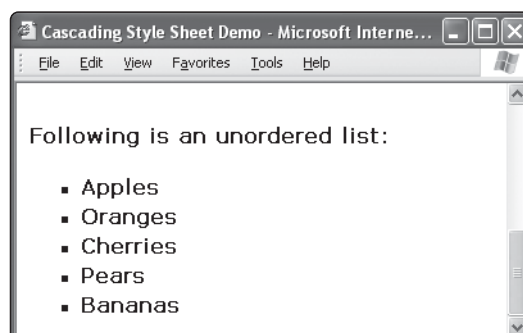 Cascading Style Sheet Demo - Microsoft Interne...
File Edit View Favorites Tools Help
Following is an unordered list:
▪ Apples
▪ Oranges
▪ Cherries
▪ Pears
▪ Bananas